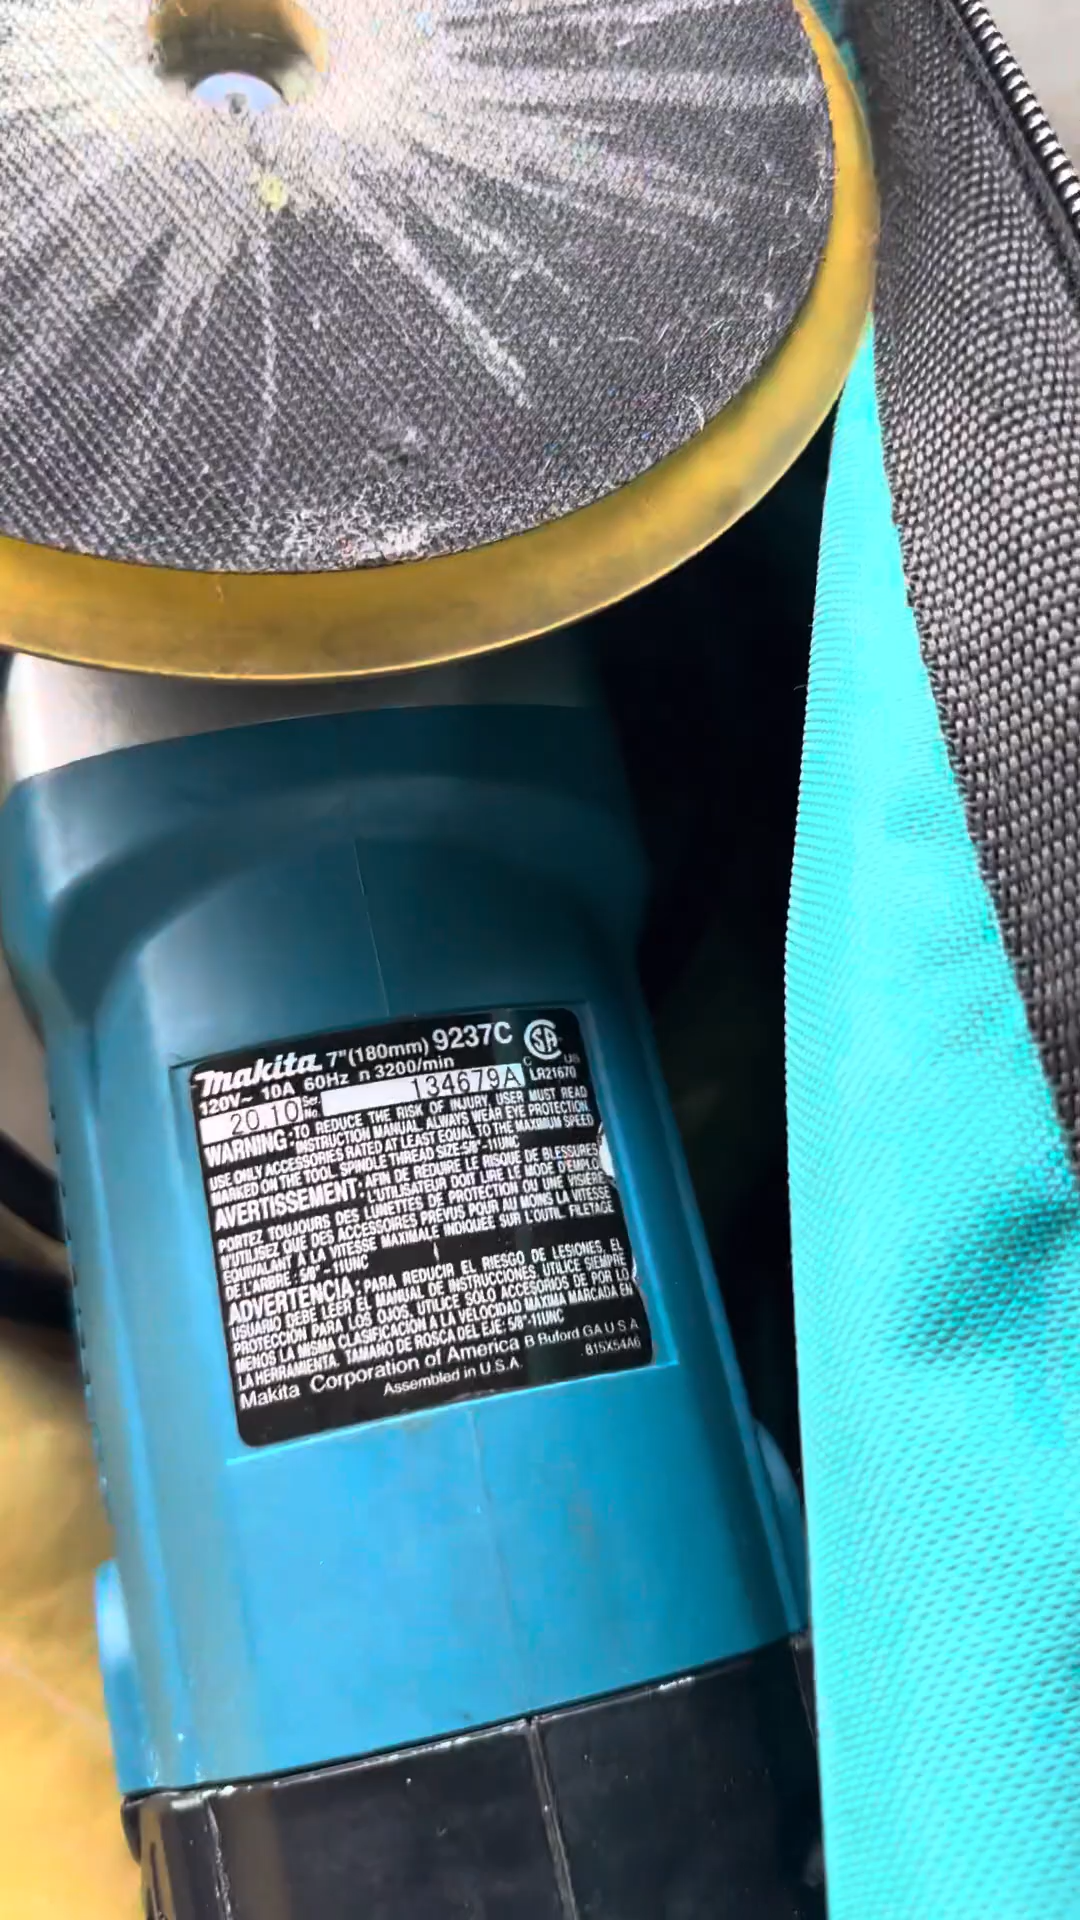 Makita 7"(180mm) 9237C
120V~ 10A 60Hz n 3200/min
C SA US
LR21670
2010 Ser. No. 134679A
WARNING: TO REDUCE THE RISK OF INJURY, USER MUST READ
INSTRUCTION MANUAL. ALWAYS WEAR EYE PROTECTION.
USE ONLY ACCESSORIES RATED AT LEAST EQUAL TO THE MAXIMUM SPEED
MARKED ON THE TOOL. SPINDLE THREAD SIZE:5/8"-11UNC
AVERTISSEMENT: AFIN DE REDUIRE LE RISQUE DE BLESSURES,
L'UTILISATEUR DOIT LIRE LE MODE D'EMPLOI.
PORTEZ TOUJOURS DES LUNETTES DE PROTECTION OU UNE VISIÈRE.
N'UTILISEZ QUE DES ACCESSOIRES PRÉVUS POUR AU MOINS LA VITESSE
EQUIVALANT À LA VITESSE MAXIMALE INDIQUEE SUR L'OUTIL. FILETAGE
DE L'ARBRE : 5/8" - 11UNC
ADVERTENCIA: PARA REDUCIR EL RIESGO DE LESIONES, EL
USUARIO DEBE LEER EL MANUAL DE INSTRUCCIONES. UTILICE SIEMPRE
PROTECCIÓN PARA LOS OJOS. UTILICE SÓLO ACCESORIOS DE POR LO
MENOS LA MISMA CLASIFICACIÓN A LA VELOCIDAD MÁXIMA MARCADA EN
LA HERRAMIENTA. TAMAÑO DE ROSCA DEL EJE: 5/8"-11UNC
Makita Corporation of America B Buford GA U S A
Assembled in U.S.A. 815X54A6